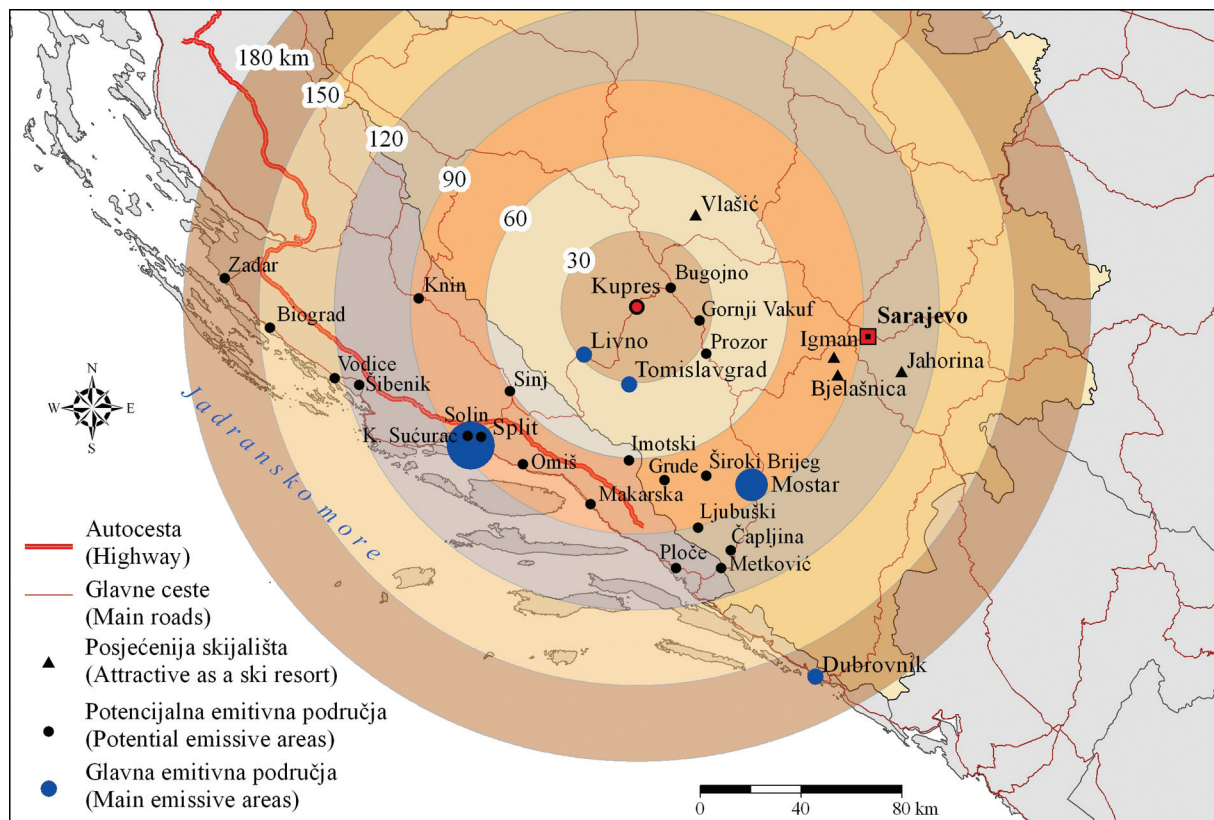 180 km
150
120
90
60
30
Vlašić
Bugojno
Kupres
Zadar
Knin
Gornji Vakuf
Sarajevo
Biograd
Igman
Livno
Prozor
Jahorina
Vodice
Tomislavgrad
Bjelašnica
Šibenik
Sinj
N
W
E
S
Solin
K. Sućurac
Split
Imotski
Omiš
Grude
Široki Brijeg
Mostar
Makarska
Ljubuški
Čapljina
Ploče
Metković
Jadransko more
Dubrovnik
Autocesta
(Highway)
Glavne ceste
(Main roads)
Posjećenija skijališta
(Attractive as a ski resort)
Potencijalna emitivna područja
(Potential emissive areas)
Glavna emitivna područja
(Main emissive areas)
0
40
80 km